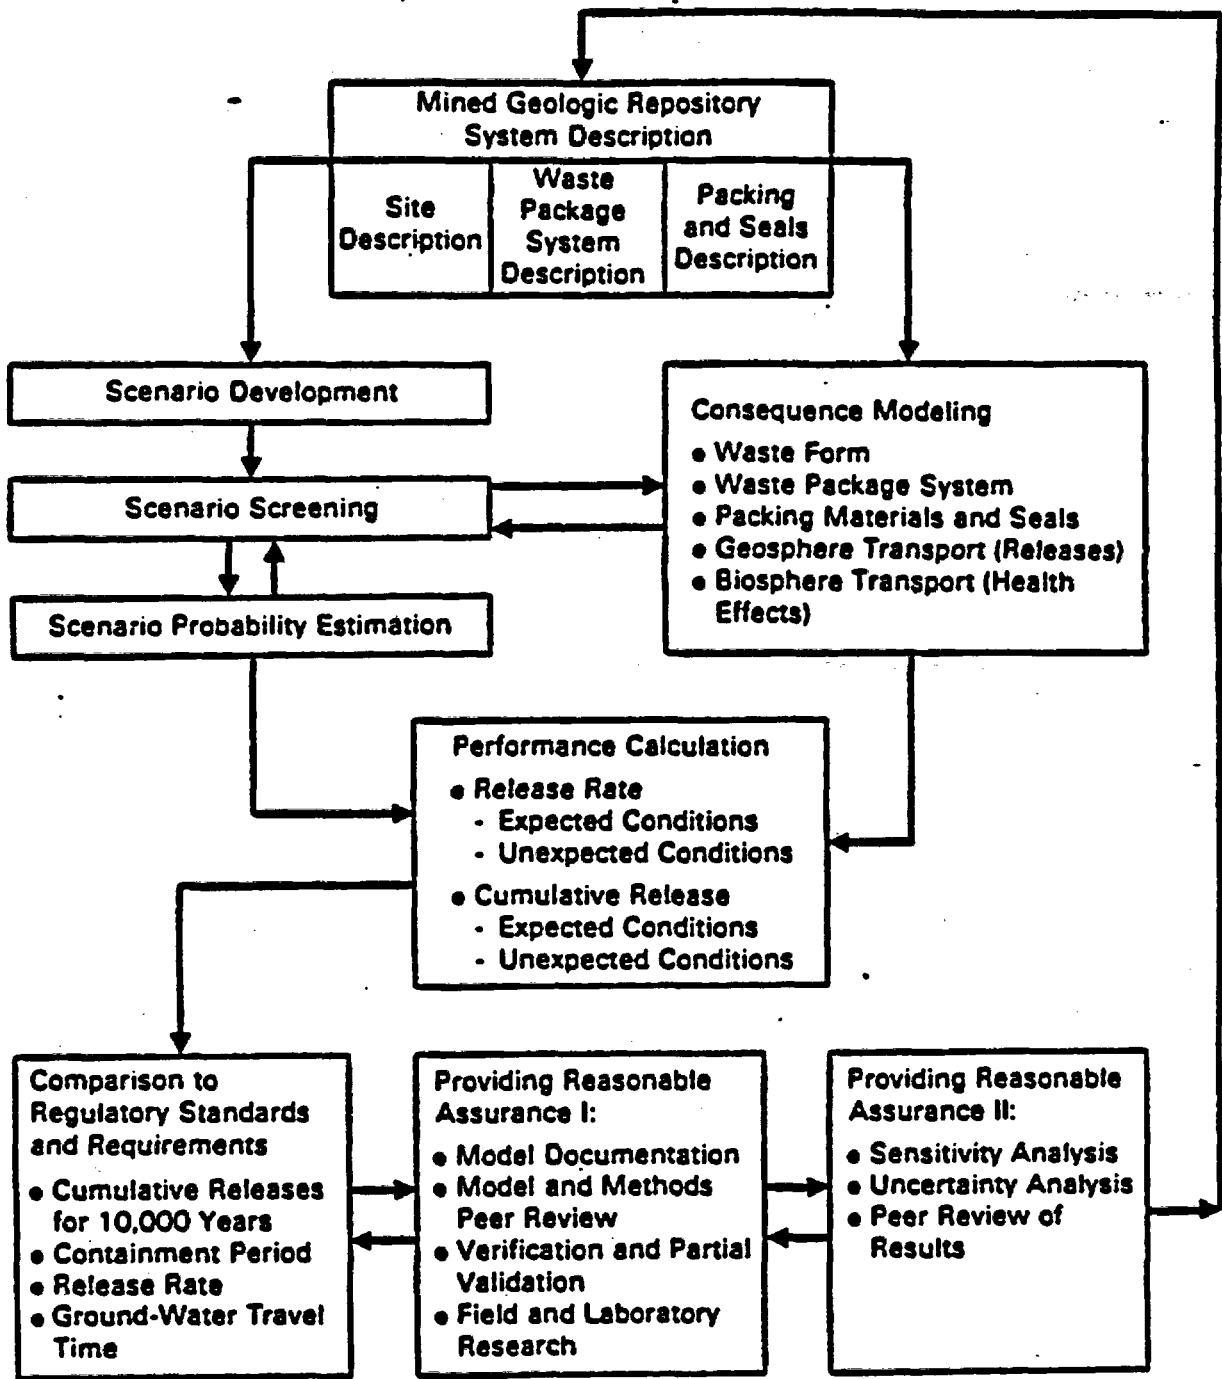 Mined Geologic Repository
System Description
Site
Description
Waste
Package
System
Description
Packing
and Seals
Description
Scenario Development
Scenario Screening
Scenario Probability Estimation
Consequence Modeling
● Waste Form
● Waste Package System
● Packing Materials and Seals
● Geosphere Transport (Releases)
● Biosphere Transport (Health
Effects)
Performance Calculation
● Release Rate
- Expected Conditions
- Unexpected Conditions
● Cumulative Release
- Expected Conditions
- Unexpected Conditions
Comparison to
Regulatory Standards
and Requirements
● Cumulative Releases
for 10,000 Years
● Containment Period
● Release Rate
● Ground-Water Travel
Time
Providing Reasonable
Assurance I:
● Model Documentation
● Model and Methods
Peer Review
● Verification and Partial
Validation
● Field and Laboratory
Research
Providing Reasonable
Assurance II:
● Sensitivity Analysis
● Uncertainty Analysis
● Peer Review of
Results